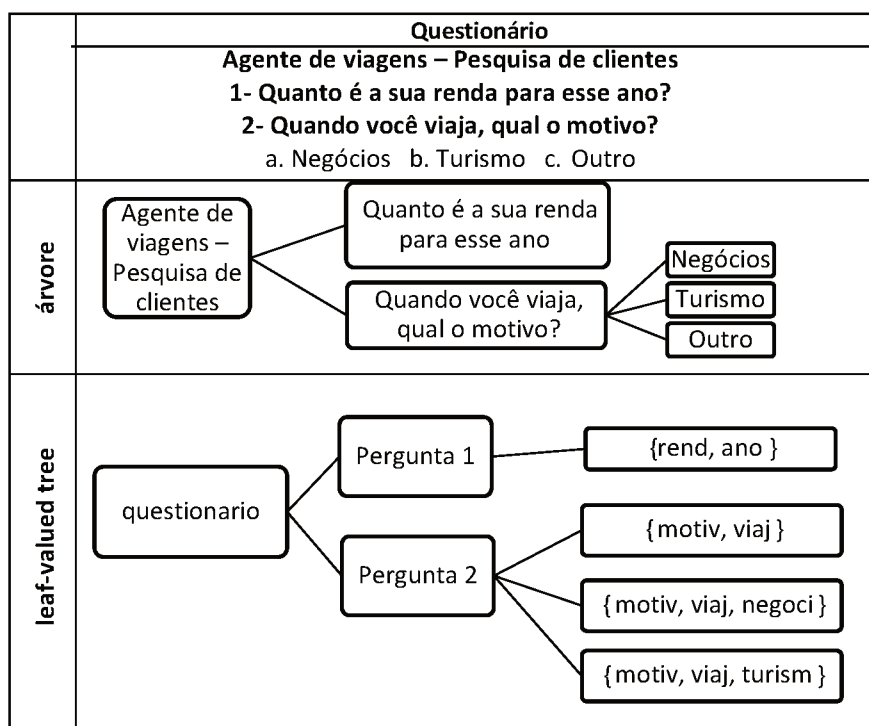 Questionário
Agente de viagens – Pesquisa de clientes
1- Quanto é a sua renda para esse ano?
2- Quando você viaja, qual o motivo?
a. Negócios b. Turismo c. Outro
árvore
Agente de
viagens –
Pesquisa de
clientes
Quanto é a sua renda
para esse ano
Quando você viaja,
qual o motivo?
Negócios
Turismo
Outro
leaf-valued tree
questionario
Pergunta 1
{rend, ano }
Pergunta 2
{motiv, viaj }
{motiv, viaj, negoci }
{motiv, viaj, turism }